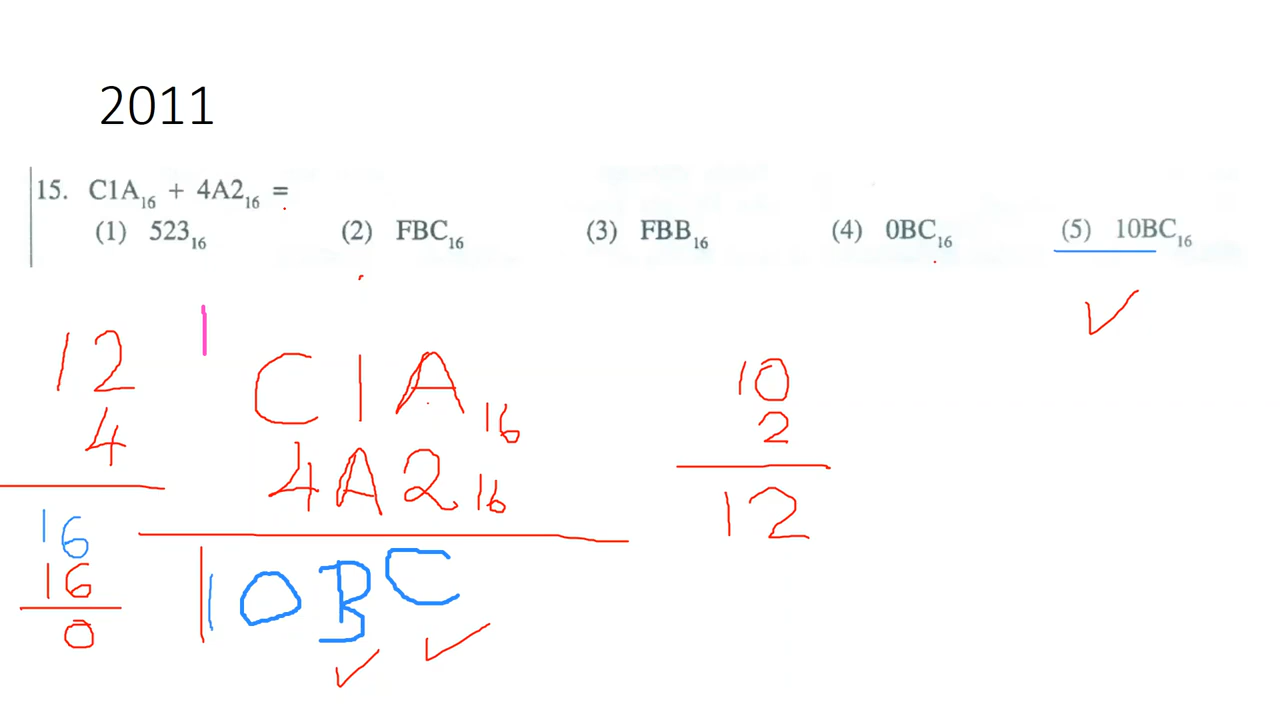 2011
15. C1A₁₆ + 4A2₁₆ =
(1) 523₁₆ (2) FBC₁₆ (3) FBB₁₆ (4) 0BC₁₆ (5) 10BC₁₆
12
4
16
16
0
1
C1A₁₆
4A2₁₆
10BC
10
2
12